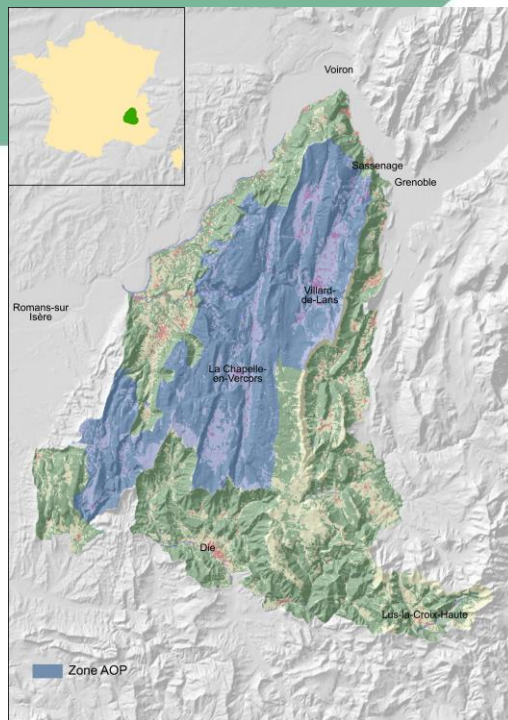 Voiron
Sassenage
Grenoble
Villard-
de-Lans
Romans-sur
Isère
La Chapelle-
en-Vercors
Die
Lus-la-Croix-Haute
Zone AOP